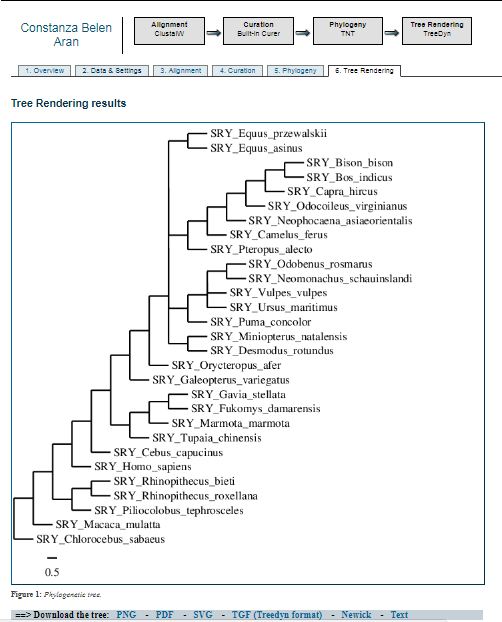 Constanza Belen
Aran
Alignment
ClustalW
Curation
Built-in Curer
Phylogeny
TNT
Tree Rendering
TreeDyn
1. Overview
2. Data & Settings
3. Alignment
4. Curation
5. Phylogeny
6. Tree Rendering
Tree Rendering results
SRY_Equus_przewalskii
SRY_Equus_asinus
SRY_Bison_bison
SRY_Bos_indicus
SRY_Capra_hircus
SRY_Odocoileus_virginianus
SRY_Neophocaena_asiaeorientalis
SRY_Camelus_ferus
SRY_Pteropus_alecto
SRY_Odobenus_rosmarus
SRY_Neomonachus_schauinslandi
SRY_Vulpes_vulpes
SRY_Ursus_maritimus
SRY_Puma_concolor
SRY_Miniopterus_natalensis
SRY_Desmodus_rotundus
SRY_Orycteropus_afer
SRY_Galeopterus_variegatus
SRY_Gavia_stellata
SRY_Fukomys_damarensis
SRY_Marmota_marmota
SRY_Tupaia_chinensis
SRY_Cebus_capucinus
SRY_Homo_sapiens
SRY_Rhinopithecus_bieti
SRY_Rhinopithecus_roxellana
SRY_Piliocolobus_tephrosceles
SRY_Macaca_mulatta
SRY_Chlorocebus_sabaeus
0.5
Figure 1: Phylogenetic tree.
==> Download the tree: PNG - PDF - SVG - TGF (Treedyn format) - Newick - Text